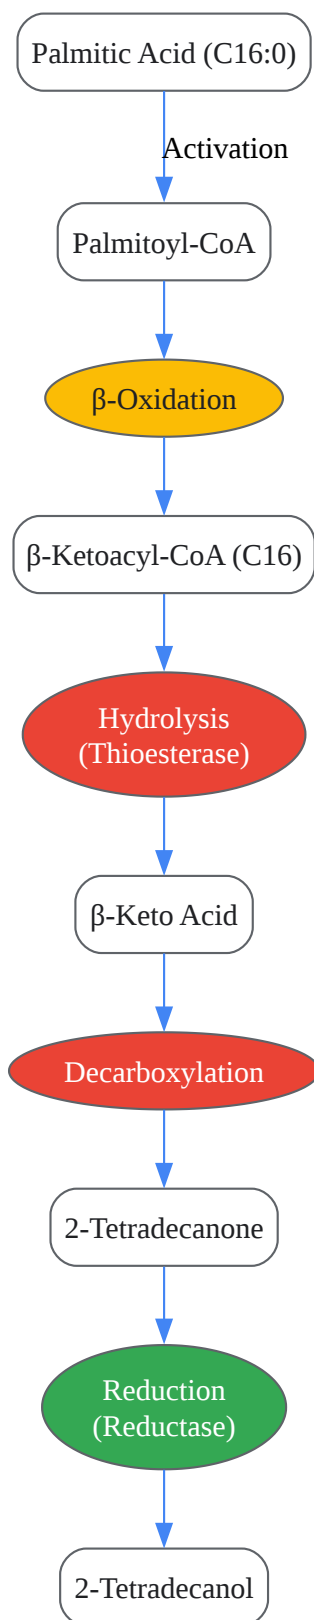 Palmitic Acid (C16:0)
Activation
Palmitoyl-CoA
β-Oxidation
β-Ketoacyl-CoA (C16)
Hydrolysis
(Thioesterase)
β-Keto Acid
Decarboxylation
2-Tetradecanone
Reduction
(Reductase)
2-Tetradecanol